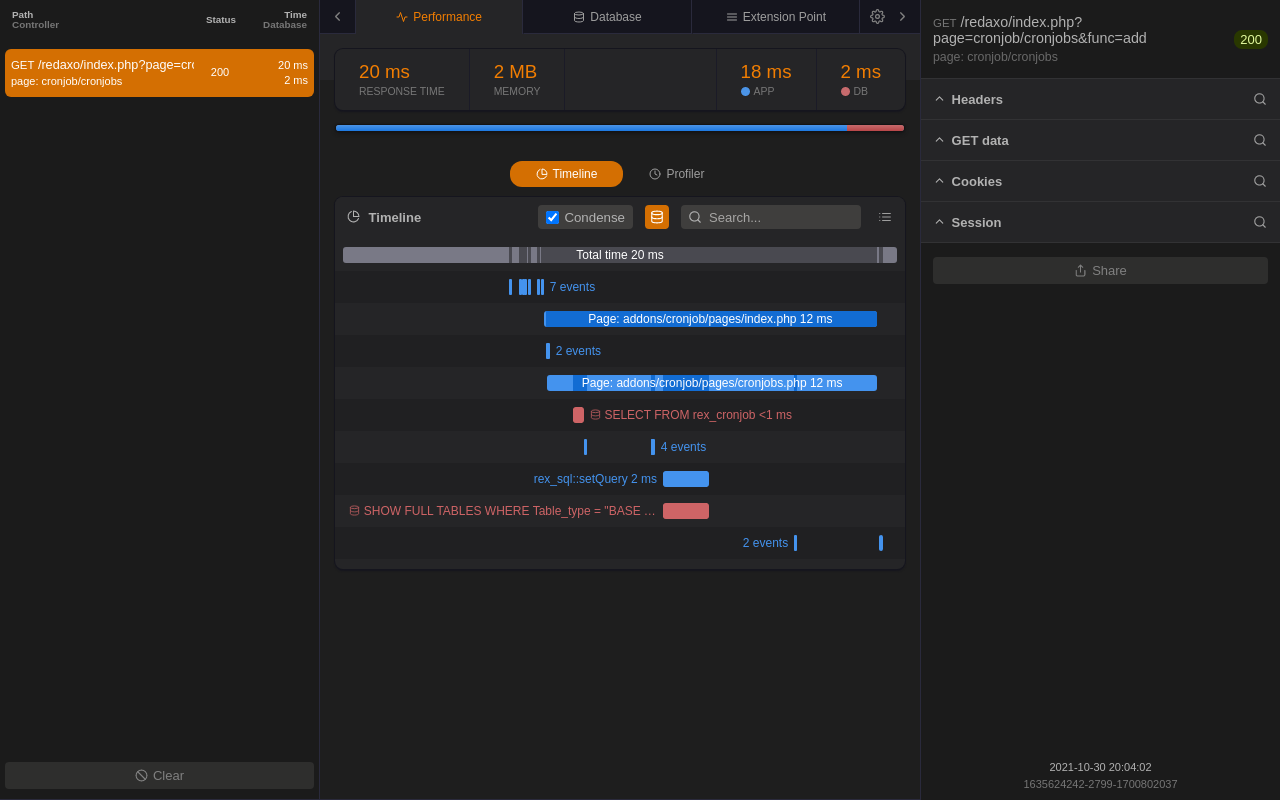 Path
Controller
Status
Time
Database
GET /redaxo/index.php?page=cro
page: cronjob/cronjobs
200
20 ms
2 ms
Clear
Performance
Database
Extension Point
20 ms
RESPONSE TIME
2 MB
MEMORY
18 ms
APP
2 ms
DB
Timeline
Profiler
Timeline
Condense
Search...
Total time 20 ms
7 events
Page: addons/cronjob/pages/index.php 12 ms
2 events
Page: addons/cronjob/pages/cronjobs.php 12 ms
SELECT FROM rex_cronjob <1 ms
4 events
rex_sql::setQuery 2 ms
SHOW FULL TABLES WHERE Table_type = "BASE …
2 events
GET /redaxo/index.php?
page=cronjob/cronjobs&func=add
page: cronjob/cronjobs
200
Headers
GET data
Cookies
Session
Share
2021-10-30 20:04:02
1635624242-2799-1700802037